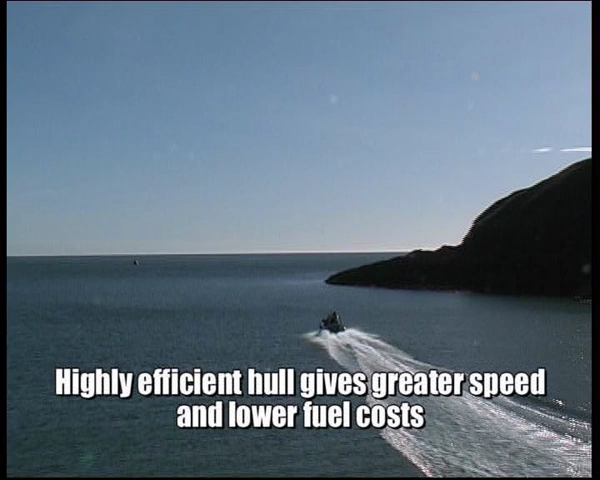 Highly efficient hull gives greater speed
and lower fuel costs